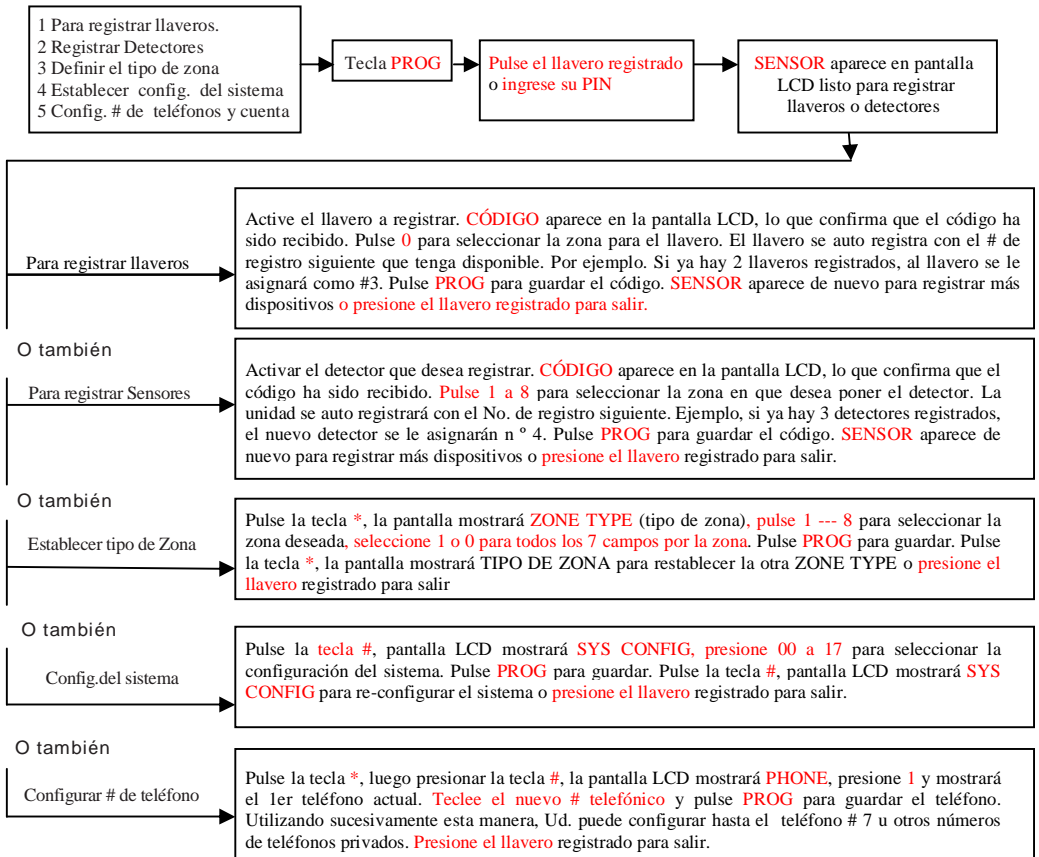 1 Para registrar llaveros.
2 Registrar Detectores
3 Definir el tipo de zona
4 Establecer config. del sistema
5 Config. # de teléfonos y cuenta
Tecla PROG
Pulse el llavero registrado
o ingrese su PIN
SENSOR aparece en pantalla
LCD listo para registrar
llaveros o detectores
Para registrar llaveros
Active el llavero a registrar. CÓDIGO aparece en la pantalla LCD, lo que confirma que el código ha
sido recibido. Pulse 0 para seleccionar la zona para el llavero. El llavero se auto registra con el # de
registro siguiente que tenga disponible. Por ejemplo. Si ya hay 2 llaveros registrados, al llavero se le
asignará como #3. Pulse PROG para guardar el código. SENSOR aparece de nuevo para registrar más
dispositivos o presione el llavero registrado para salir.
O también
Para registrar Sensores
Activar el detector que desea registrar. CÓDIGO aparece en la pantalla LCD, lo que confirma que el
código ha sido recibido. Pulse 1 a 8 para seleccionar la zona en que desea poner el detector. La
unidad se auto registrará con el No. de registro siguiente. Ejemplo, si ya hay 3 detectores registrados,
el nuevo detector se le asignarán n º 4. Pulse PROG para guardar el código. SENSOR aparece de
nuevo para registrar más dispositivos o presione el llavero registrado para salir.
O también
Establecer tipo de Zona
Pulse la tecla *, la pantalla mostrará ZONE TYPE (tipo de zona), pulse 1 --- 8 para seleccionar la
zona deseada, seleccione 1 o 0 para todos los 7 campos por la zona. Pulse PROG para guardar. Pulse
la tecla *, la pantalla mostrará TIPO DE ZONA para restablecer la otra ZONE TYPE o presione el
llavero registrado para salir
O también
Config.del sistema
Pulse la tecla #, pantalla LCD mostrará SYS CONFIG, presione 00 a 17 para seleccionar la
configuración del sistema. Pulse PROG para guardar. Pulse la tecla #, pantalla LCD mostrará SYS
CONFIG para re-configurar el sistema o presione el llavero registrado para salir.
O también
Configurar # de teléfono
Pulse la tecla *, luego presionar la tecla #, la pantalla LCD mostrará PHONE, presione 1 y mostrará
el 1er teléfono actual. Teclee el nuevo # telefónico y pulse PROG para guardar el teléfono.
Utilizando sucesivamente esta manera, Ud. puede configurar hasta el teléfono # 7 u otros números
de teléfonos privados. Presione el llavero registrado para salir.